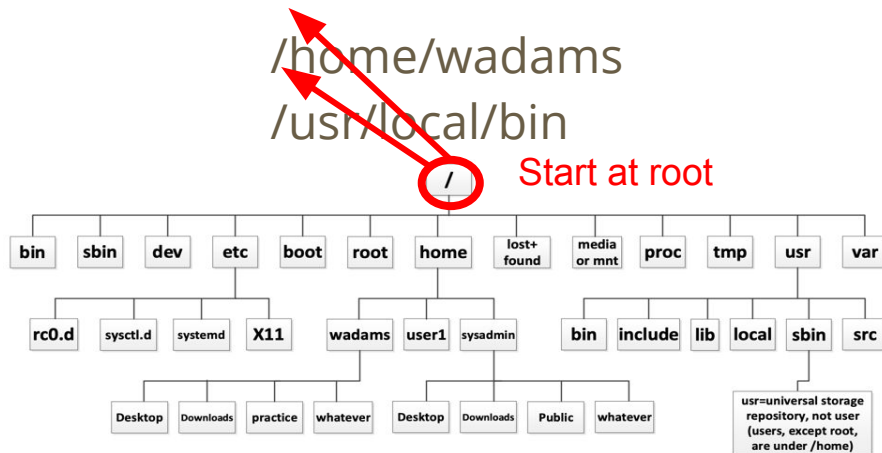 /home/wadams
/usr/local/bin
/ Start at root
bin sbin dev etc boot root home lost+ found media or mnt proc tmp usr var
rc0.d sysctl.d systemd X11 wadams user1 sysadmin bin include lib local sbin src
Desktop Downloads practice whatever Desktop Downloads Public whatever
usr=universal storage
repository, not user
(users, except root,
are under /home)